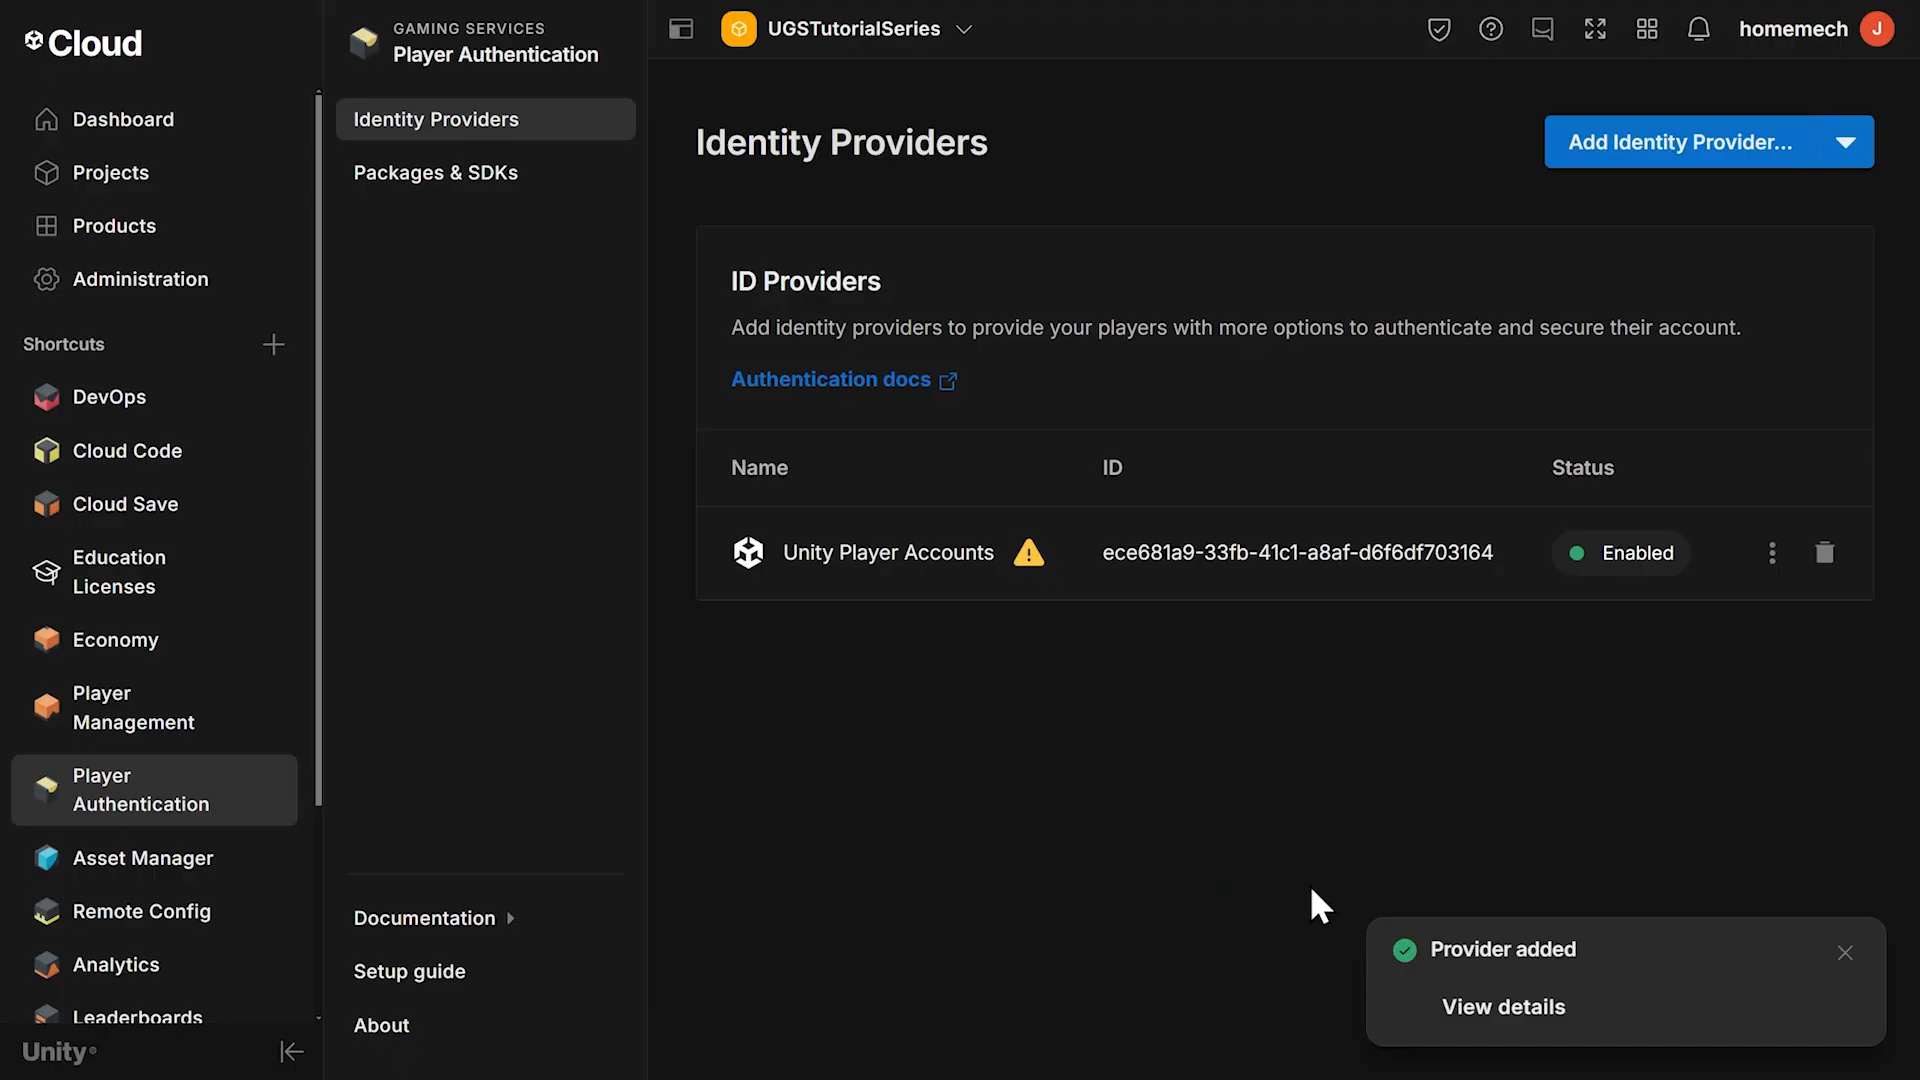 Cloud
Dashboard
Projects
Products
Administration
Shortcuts
DevOps
Cloud Code
Cloud Save
Education
Licenses
Economy
Player
Management
Player
Authentication
Asset Manager
Remote Config
Analytics
Leaderboards
Unity®
GAMING SERVICES
Player Authentication
Identity Providers
Packages & SDKs
Documentation
Setup guide
About
UGSTutorialSeries
homemech
J
Identity Providers
Add Identity Provider...
ID Providers
Add identity providers to provide your players with more options to authenticate and secure their account.
Authentication docs
Name ID Status
Unity Player Accounts ece681a9-33fb-41c1-a8af-d6f6df703164 Enabled
Provider added
View details